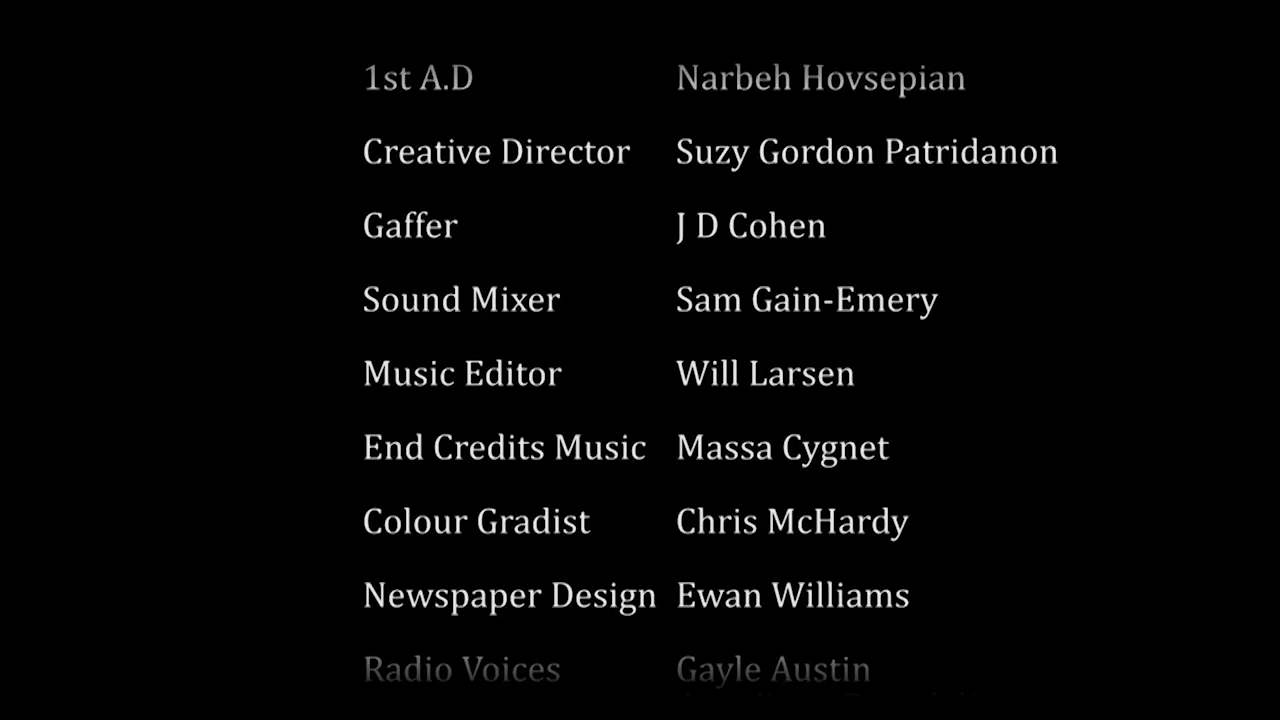 1st A.D Narbeh Hovsepian
Creative Director Suzy Gordon Patridanon
Gaffer J D Cohen
Sound Mixer Sam Gain-Emery
Music Editor Will Larsen
End Credits Music Massa Cygnet
Colour Gradist Chris McHardy
Newspaper Design Ewan Williams
Radio Voices Gayle Austin